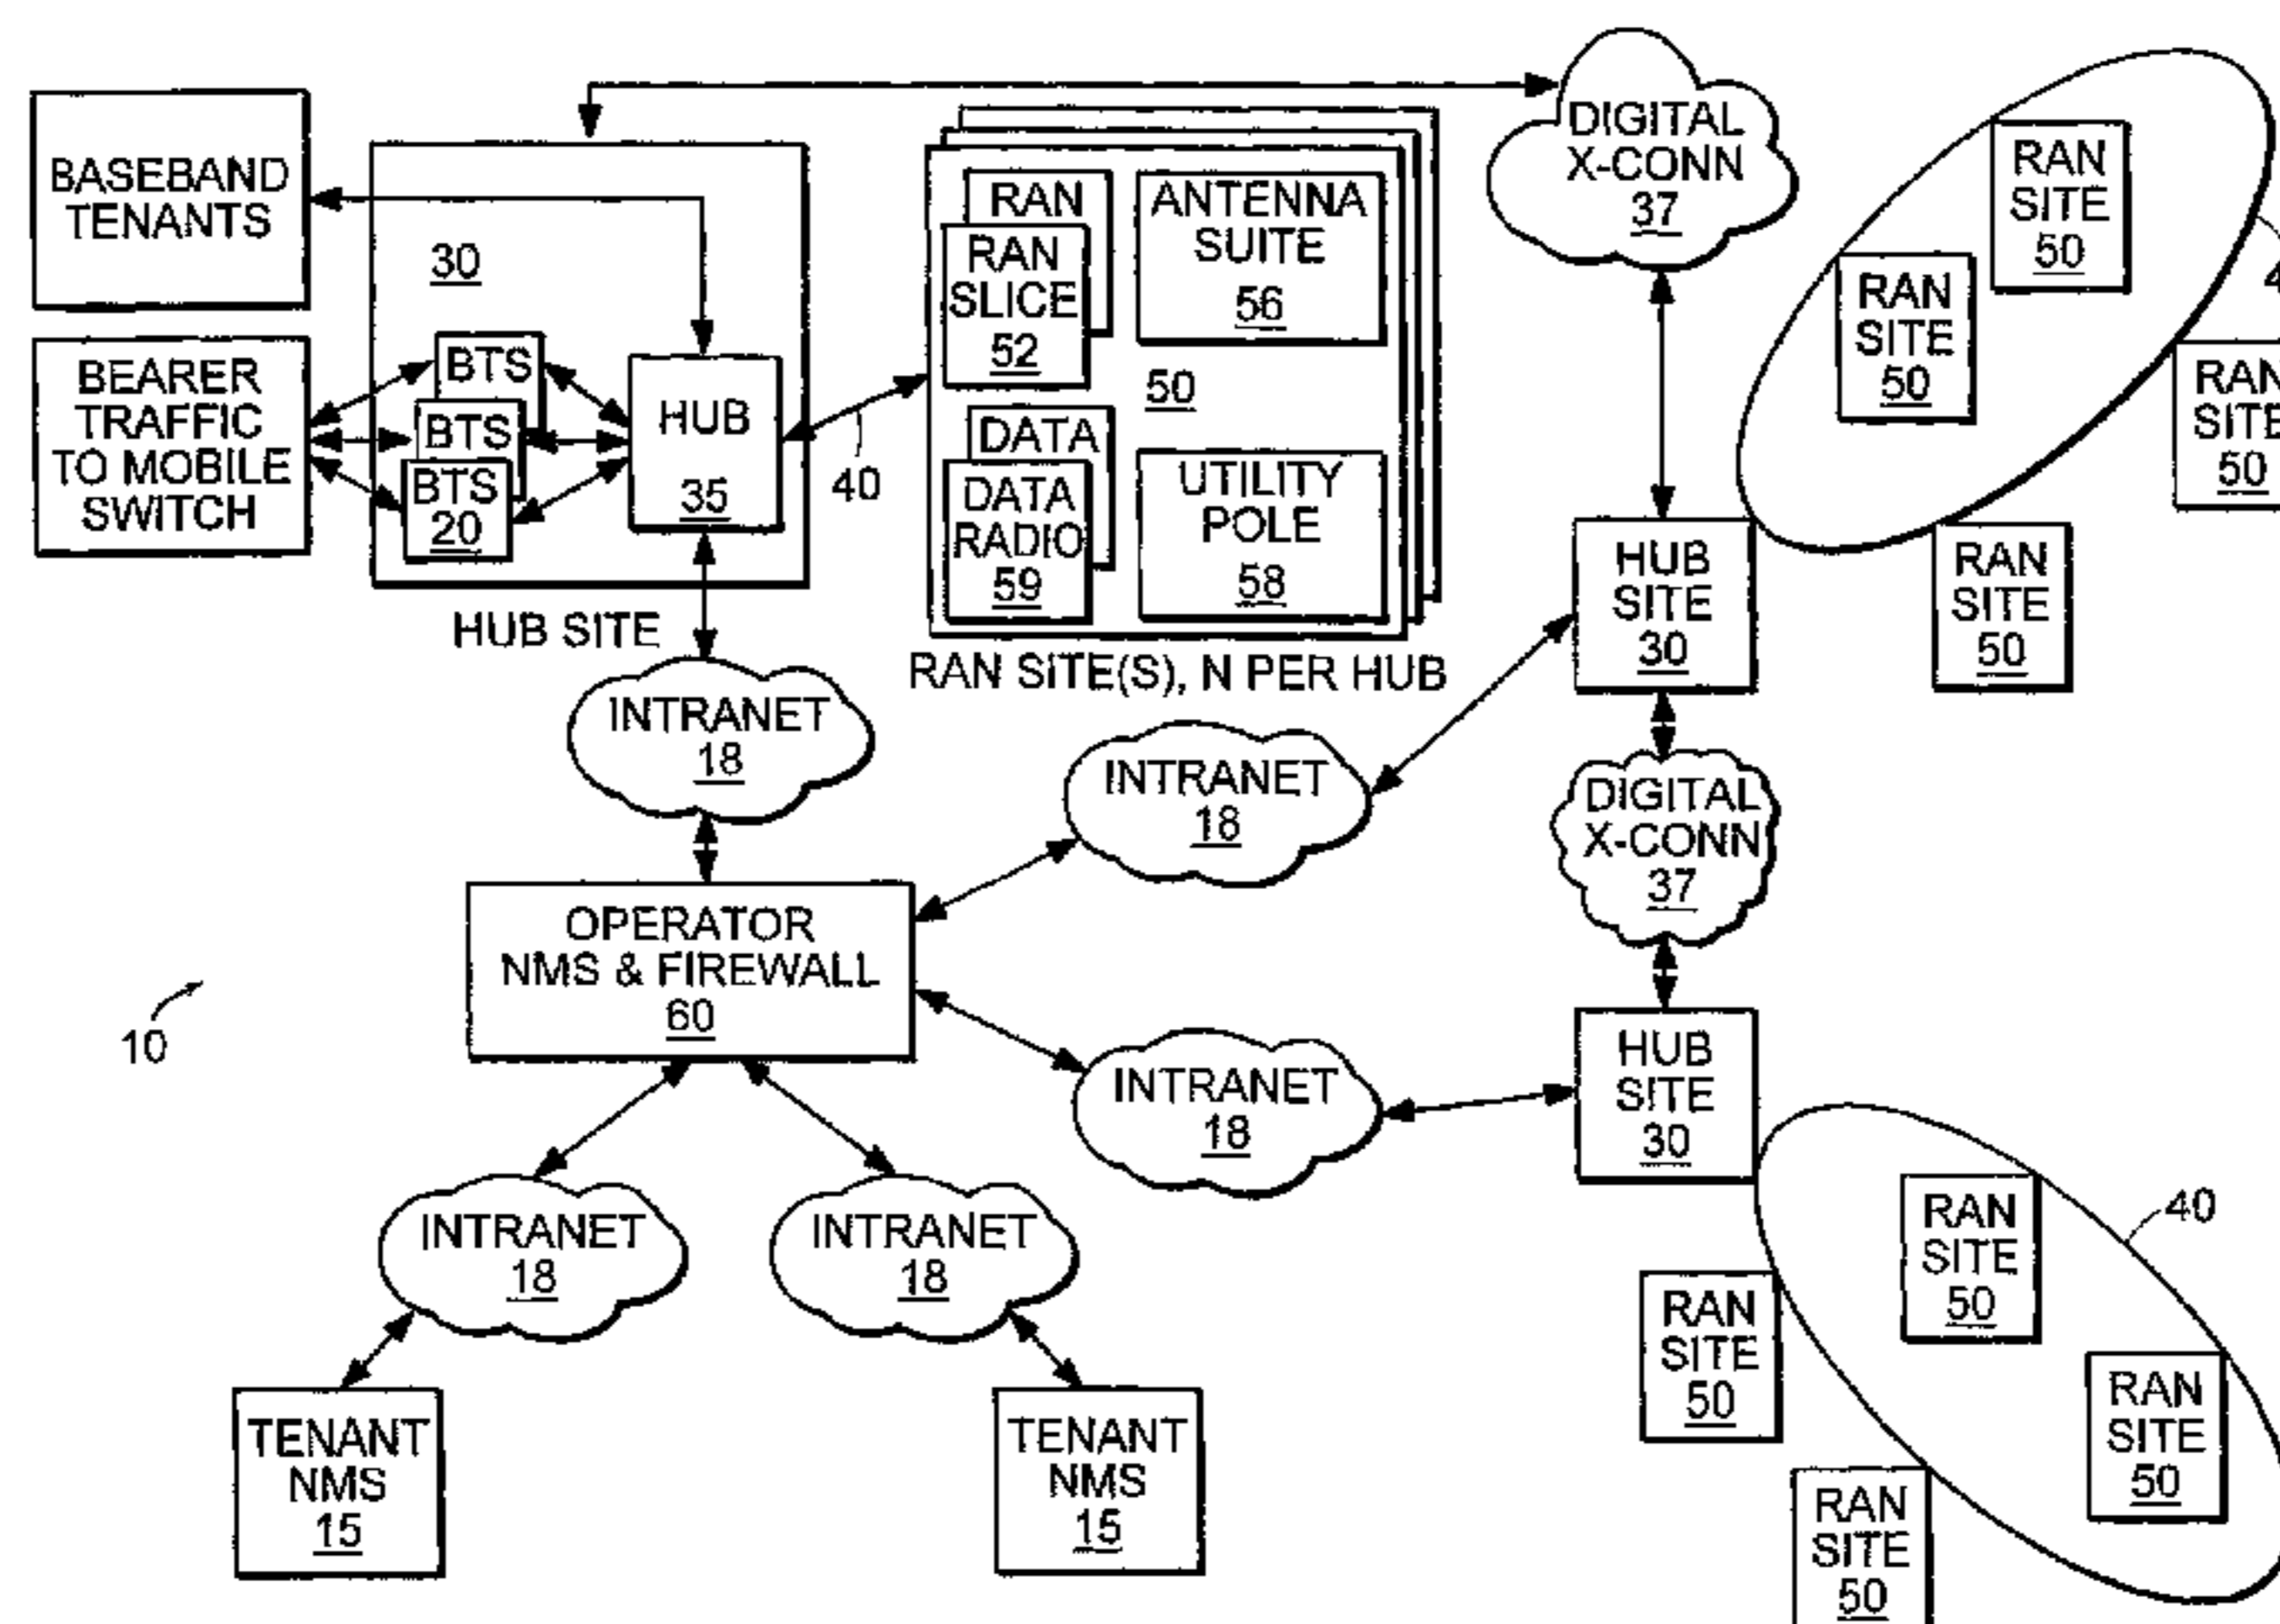 BASEBAND
TENANTS
BEARER
TRAFFIC
TO MOBILE
SWITCH
30
BTS
BTS
BTS
20
HUB
35
HUB SITE
40
RAN
RAN
SLICE
52
ANTENNA
SUITE
56
50
DATA
DATA
RADIO
59
UTILITY
POLE
58
RAN SITE(S), N PER HUB
DIGITAL
X-CONN
37
RAN
SITE
50
RAN
SITE
50
RAN
SITE
50
RAN
SITE
50
HUB
SITE
30
INTRANET
18
INTRANET
18
DIGITAL
X-CONN
37
OPERATOR
NMS & FIREWALL
60
10
INTRANET
18
HUB
SITE
30
INTRANET
18
INTRANET
18
40
RAN
SITE
50
RAN
SITE
50
RAN
SITE
50
RAN
SITE
50
TENANT
NMS
15
TENANT
NMS
15